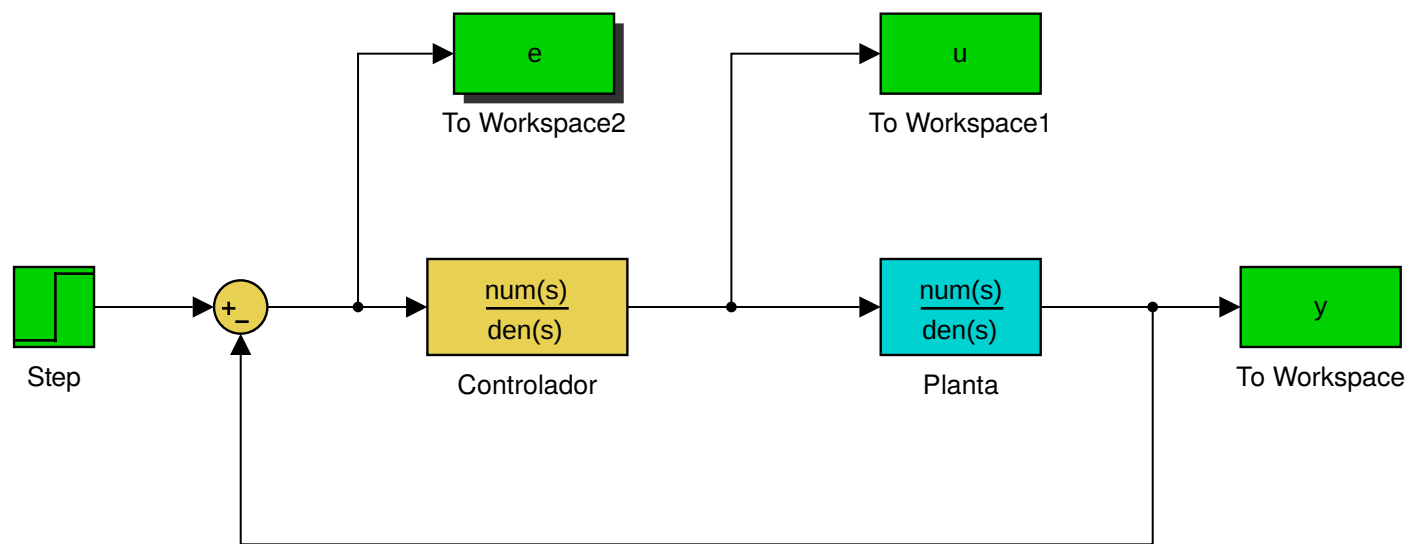 e
To Workspace2
u
To Workspace1
Step
+
−
num(s)
den(s)
Controlador
num(s)
den(s)
Planta
y
To Workspace